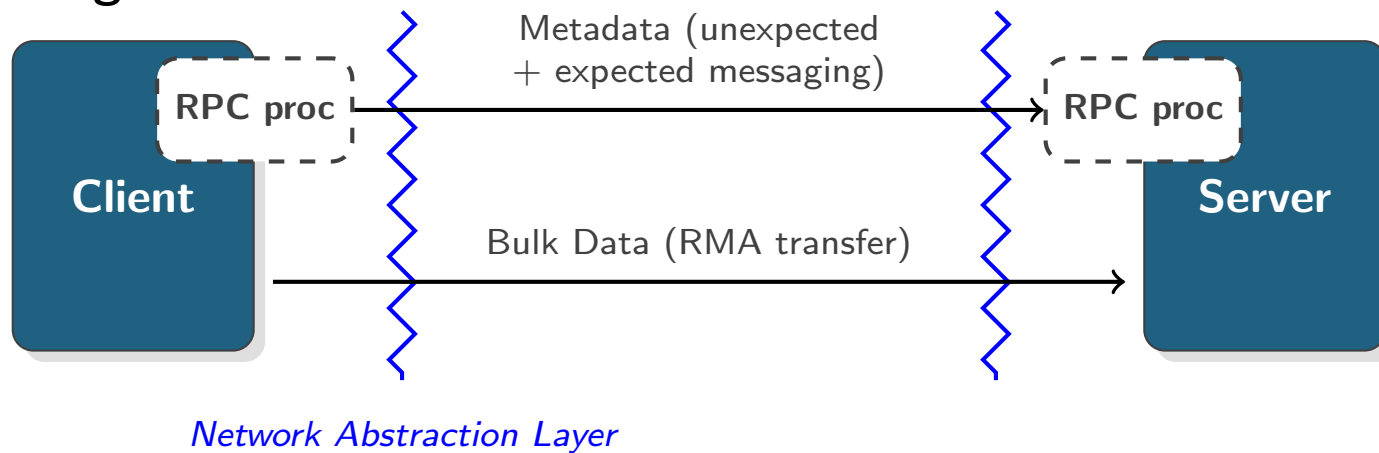 Metadata (unexpected
+ expected messaging)
RPC proc
RPC proc
Client
Server
Bulk Data (RMA transfer)
Network Abstraction Layer